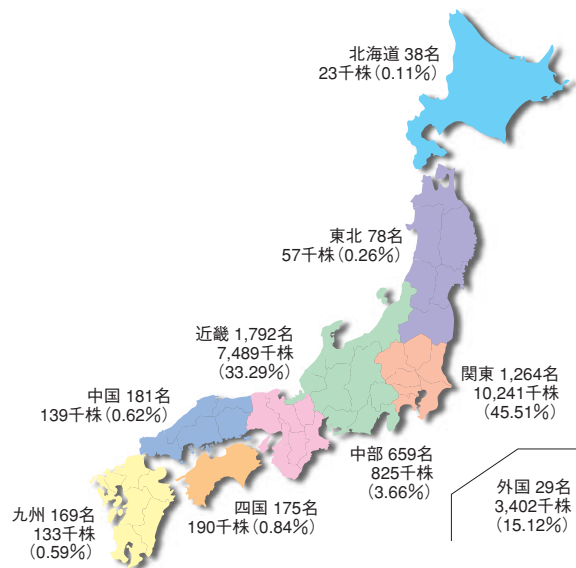 北海道 38名
23千株(0.11%)
東北 78名
57千株(0.26%)
近畿 1,792名
7,489千株
(33.29%)
関東 1,264名
10,241千株
(45.51%)
中国 181名
139千株(0.62%)
中部 659名
825千株
(3.66%)
四国 175名
190千株(0.84%)
九州 169名
133千株
(0.59%)
外国 29名
3,402千株
(15.12%)